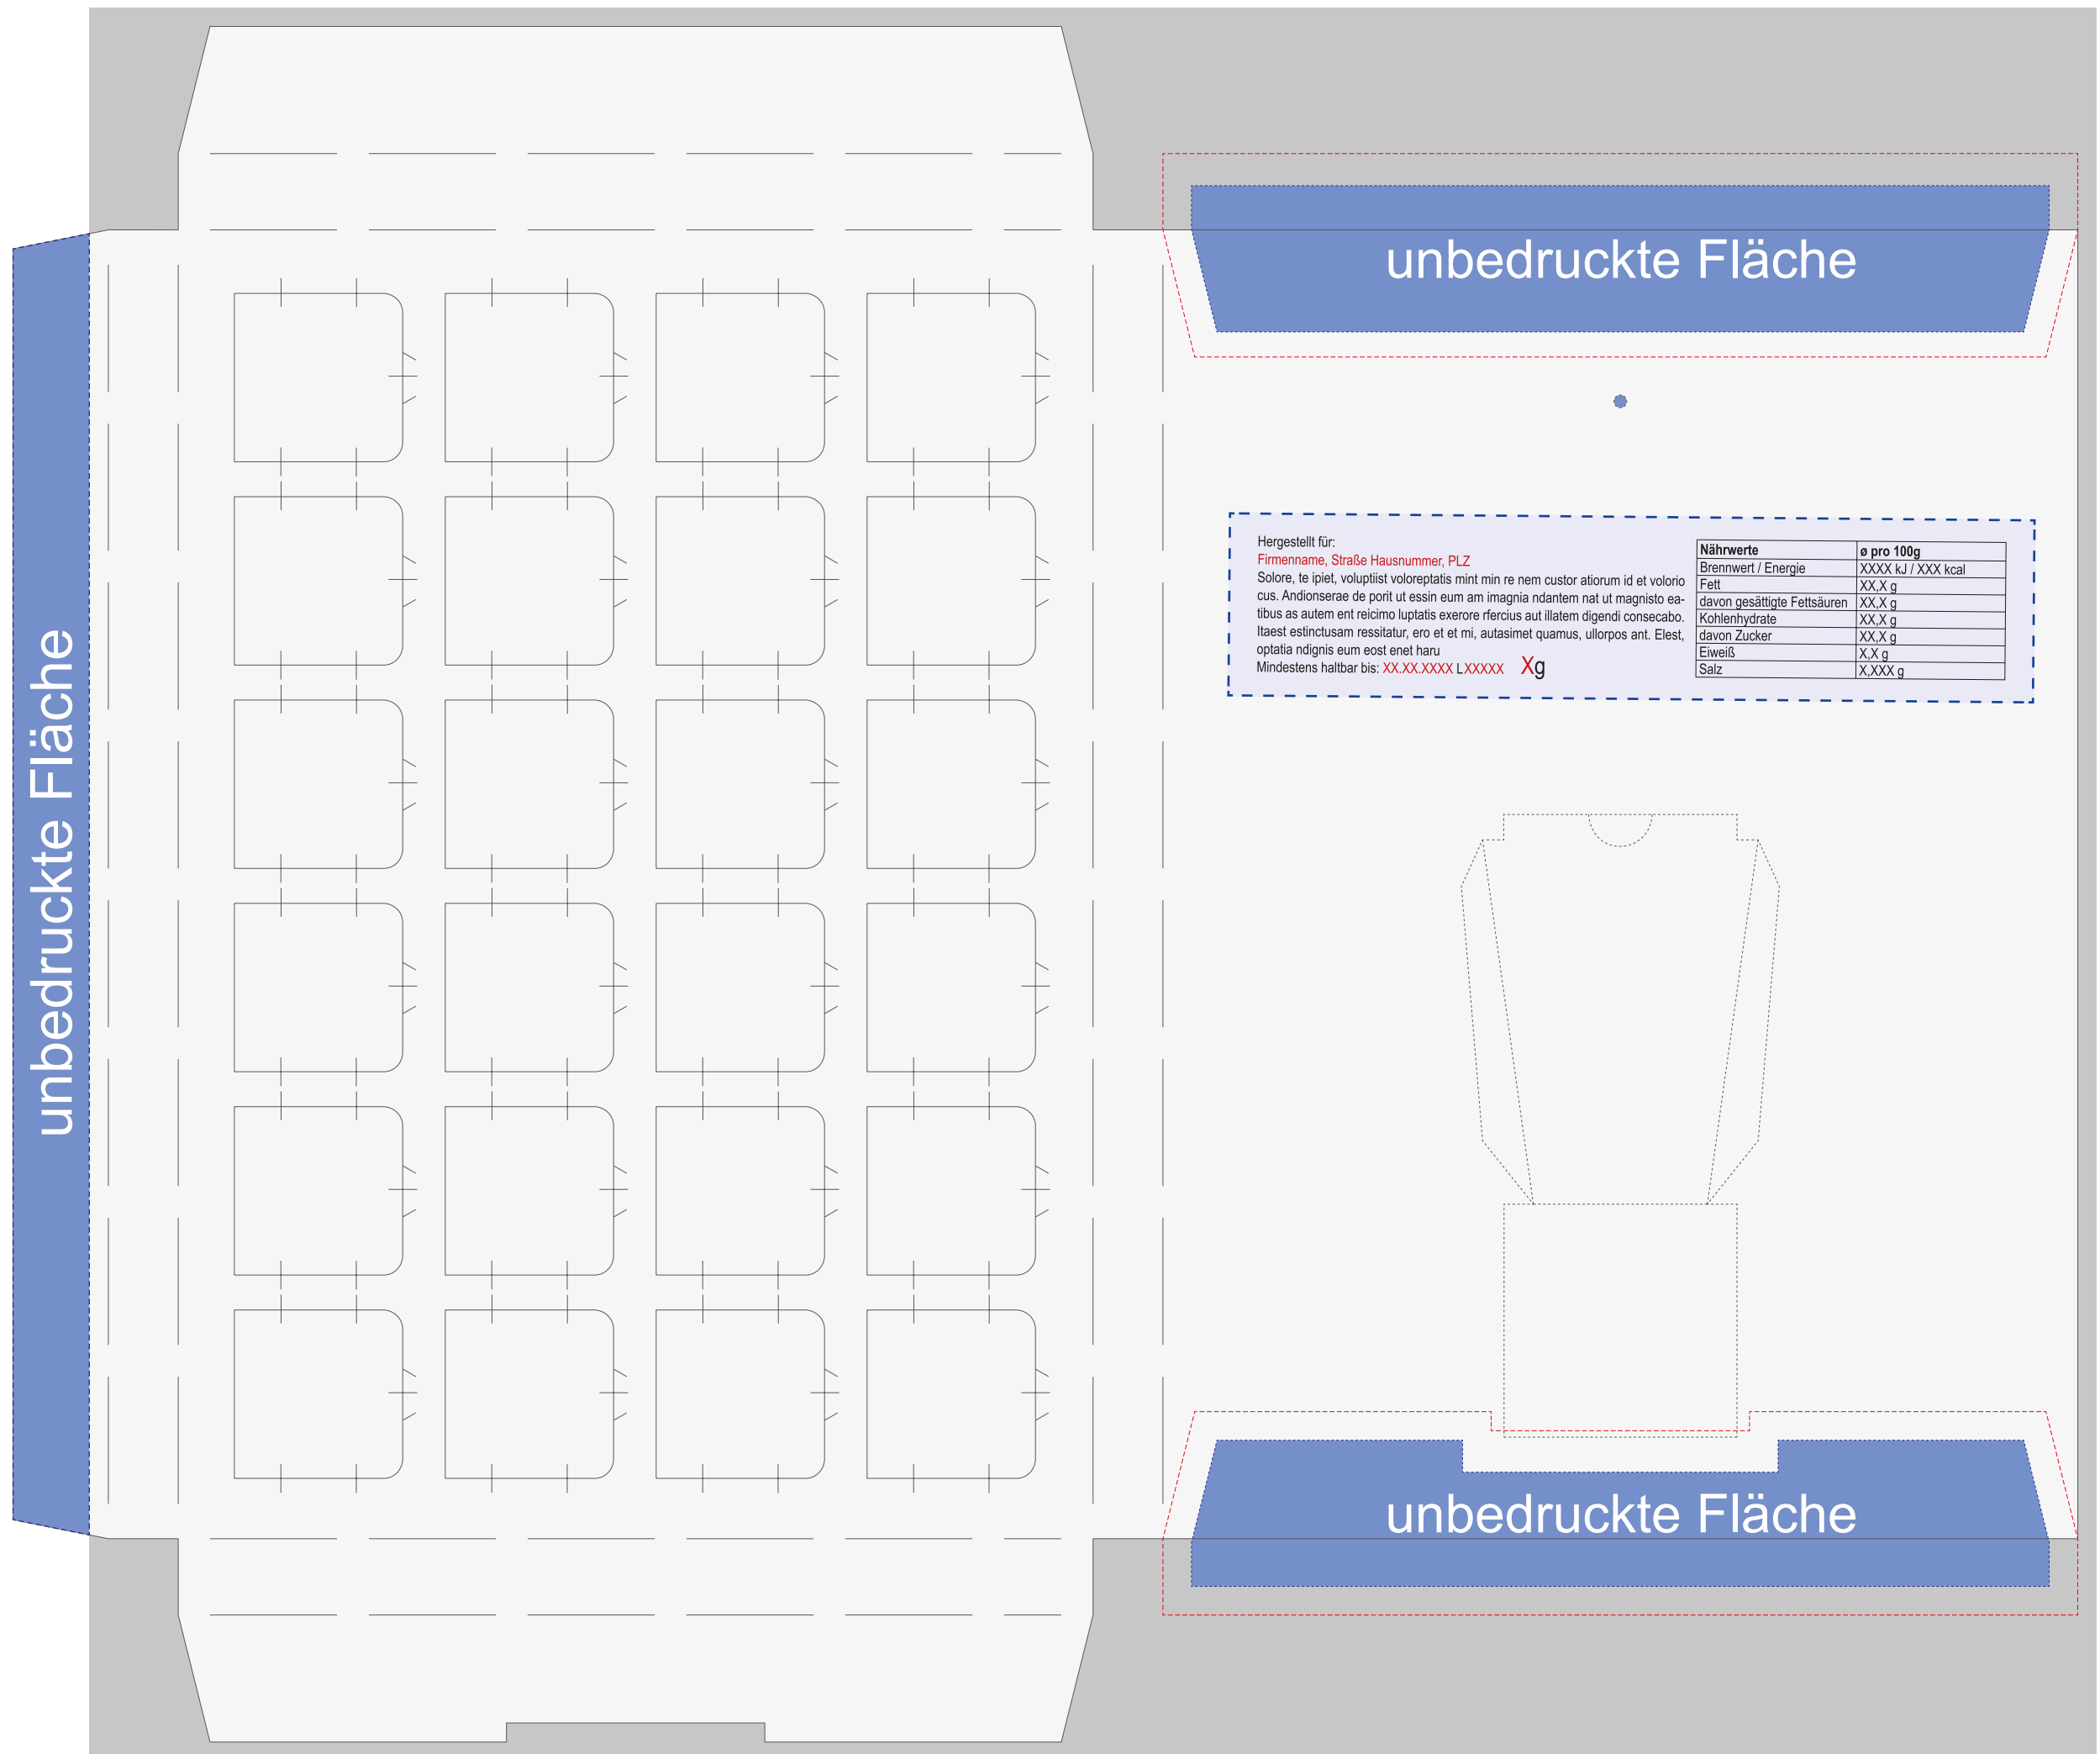 unbedruckte Fläche
unbedruckte Fläche
Hergestellt für:
Firmenname, Straße Hausnummer, PLZ
Solore, te ipiet, voluptiist voloreptatis mint min re nem custor atiorum id et volorio
cus. Andionserae de porit ut essin eum am imagnia ndantem nat ut magnisto ea-
tibus as autem ent reicimo luptatis exerore rfercius aut illatem digendi consecabo.
Itaest estinctusam ressitatur, ero et et mi, autasimet quamus, ullorpos ant. Elest,
optatia ndignis eum eost enet haru
Mindestens haltbar bis: XX.XX.XXXX LXXXXX Xg
Nährwerte ø pro 100g
Brennwert / Energie XXXX kJ / XXX kcal
Fett XX,X g
davon gesättigte Fettsäuren XX,X g
Kohlenhydrate XX,X g
davon Zucker XX,X g
Eiweiß X,X g
Salz X,XXX g
unbedruckte Fläche